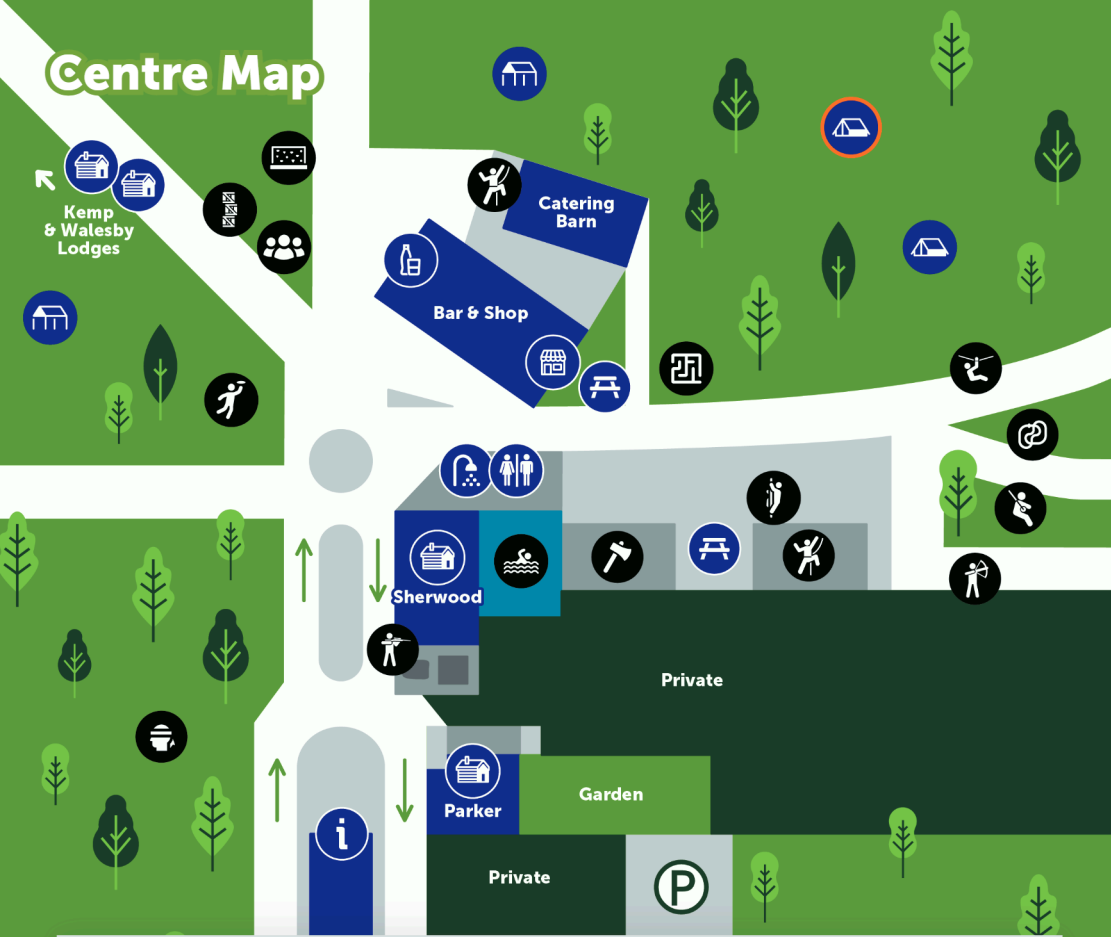 Centre Map
Kemp
& Walesby
Lodges
Catering
Barn
Bar & Shop
Sherwood
Private
Parker
Garden
i
Private
P